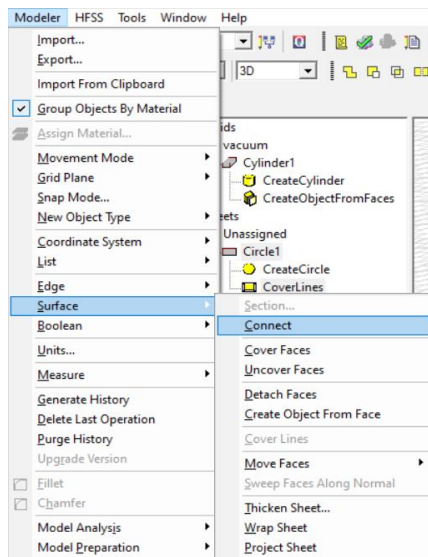 Modeler HFSS Tools Window Help
Import...
Export...
Import From Clipboard
Group Objects By Material
Assign Material...
Movement Mode
Grid Plane
Snap Mode...
New Object Type
Coordinate System
List
Edge
Surface
Boolean
Units...
Measure
Generate History
Delete Last Operation
Purge History
Upgrade Version
Fillet
Chamfer
Model Analysis
Model Preparation
3D
ids
vacuum
Cylinder1
CreateCylinder
CreateObjectFromFaces
eets
Unassigned
Circle1
CreateCircle
CoverLines
Section...
Connect
Cover Faces
Uncover Faces
Detach Faces
Create Object From Face
Cover Lines
Move Faces
Sweep Faces Along Normal
Thicken Sheet...
Wrap Sheet
Project Sheet